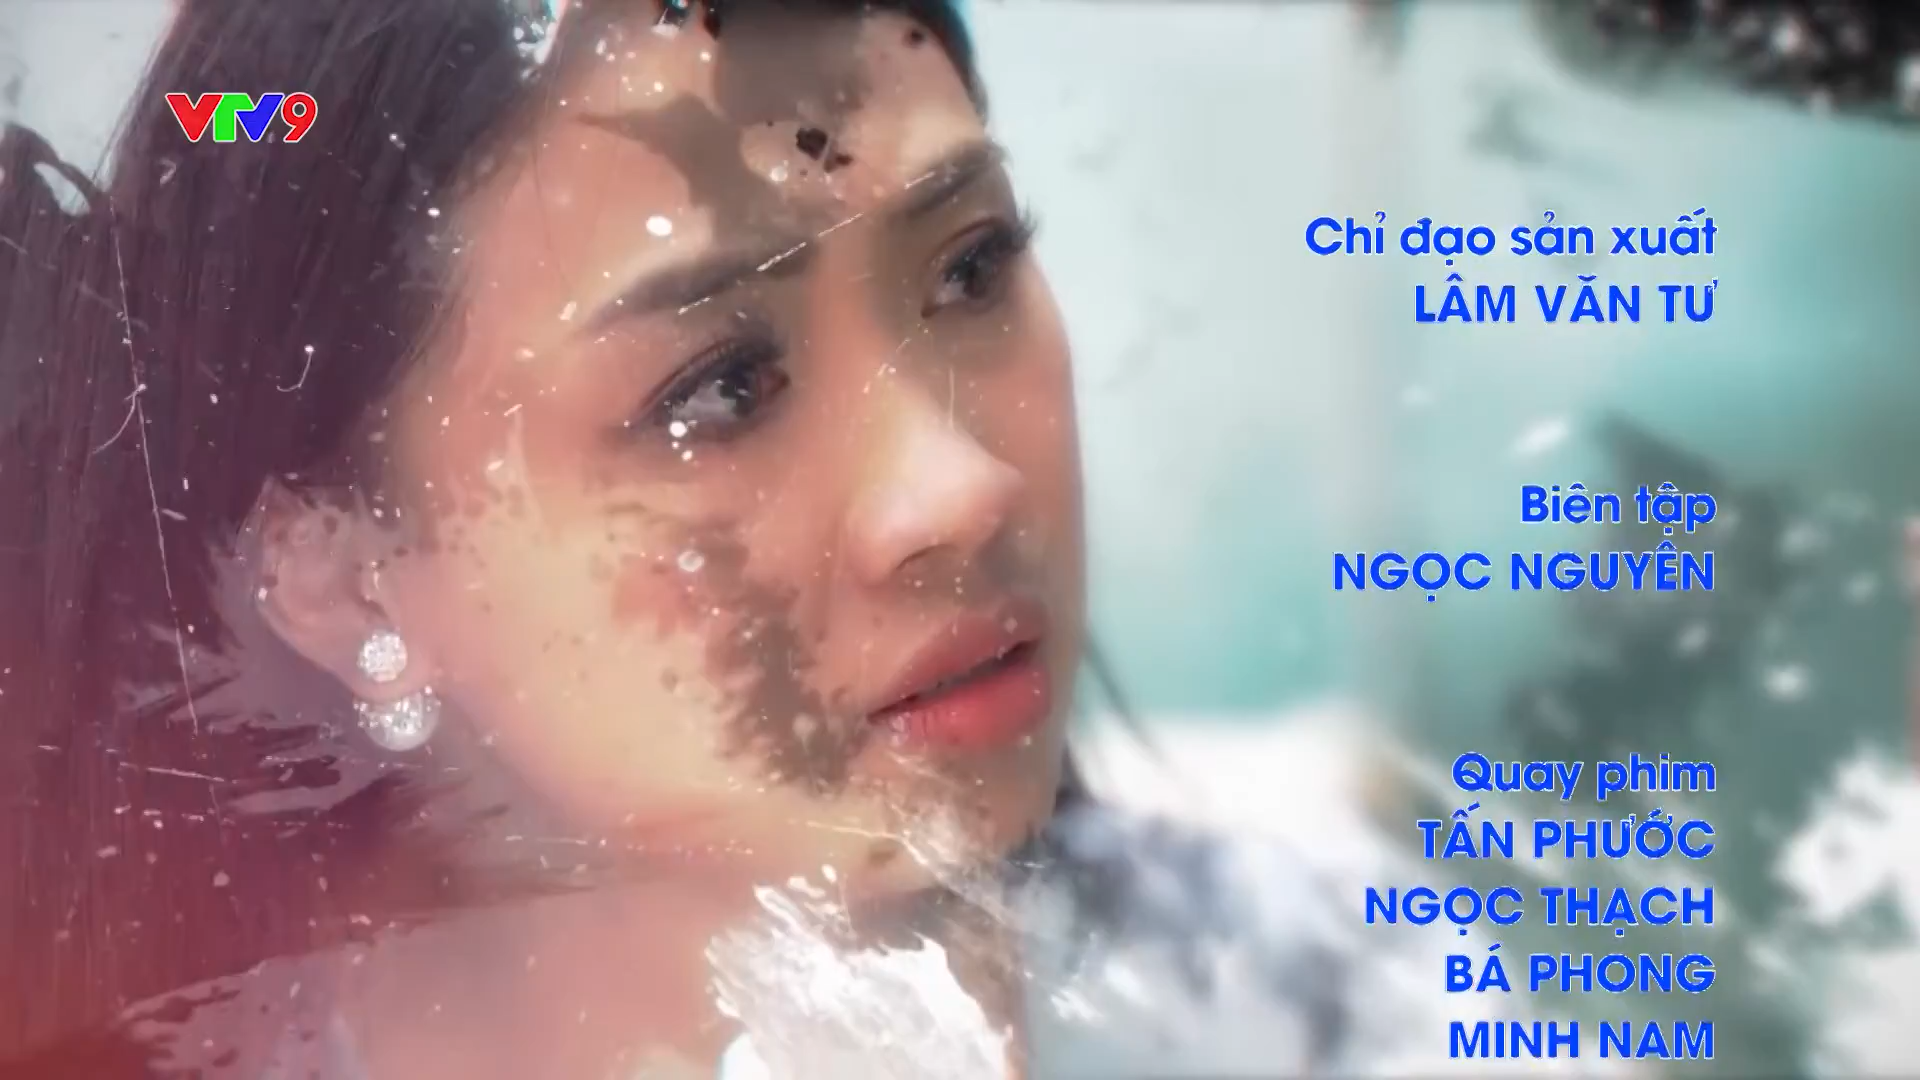 VTV9
Chỉ đạo sản xuất
LÂM VĂN TƯ
Biên tập
NGỌC NGUYÊN
Quay phim
TẤN PHƯỚC
NGỌC THẠCH
BÁ PHONG
MINH NAM